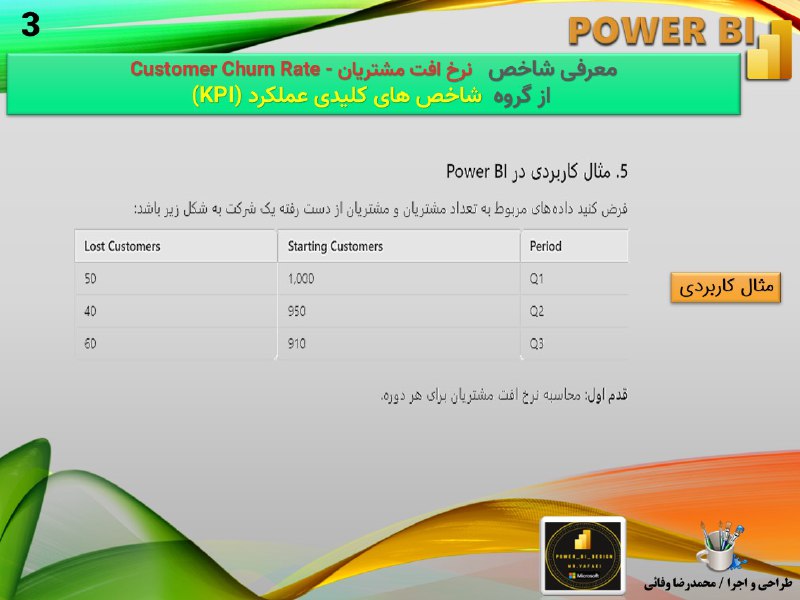 3
POWER BI
معرفی شاخص نرخ افت مشتریان - Customer Churn Rate
از گروه شاخص های کلیدی عملکرد (KPI)
5. مثال کاربردی در Power BI
فرض کنید داده‌های مربوط به تعداد مشتریان و مشتریان از دست رفته یک شرکت به شکل زیر باشد:
Lost Customers Starting Customers Period
50 1,000 Q1
40 950 Q2
60 910 Q3
مثال کاربردی
قدم اول: محاسبه نرخ افت مشتریان برای هر دوره.
POWER_BI_DESIGN
MR.VAFAEI
Microsoft
طراحی و اجرا / محمدرضا وفائی